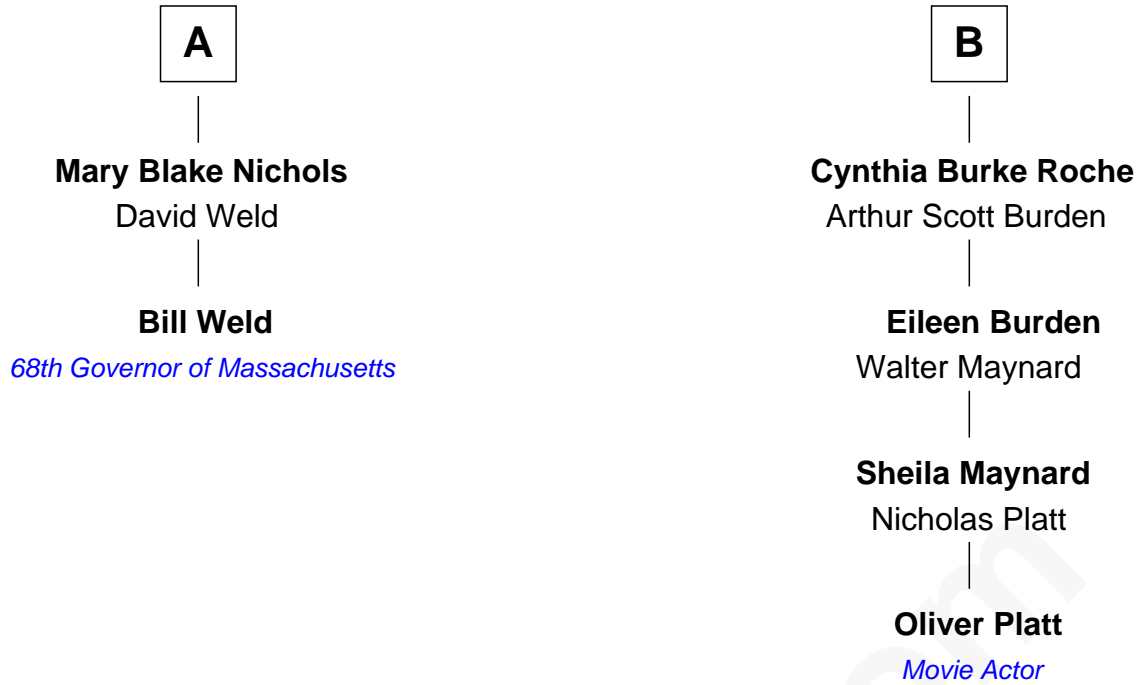 A
Mary Blake Nichols
David Weld
Bill Weld
68th Governor of Massachusetts
B
Cynthia Burke Roche
Arthur Scott Burden
Eileen Burden
Walter Maynard
Sheila Maynard
Nicholas Platt
Oliver Platt
Movie Actor